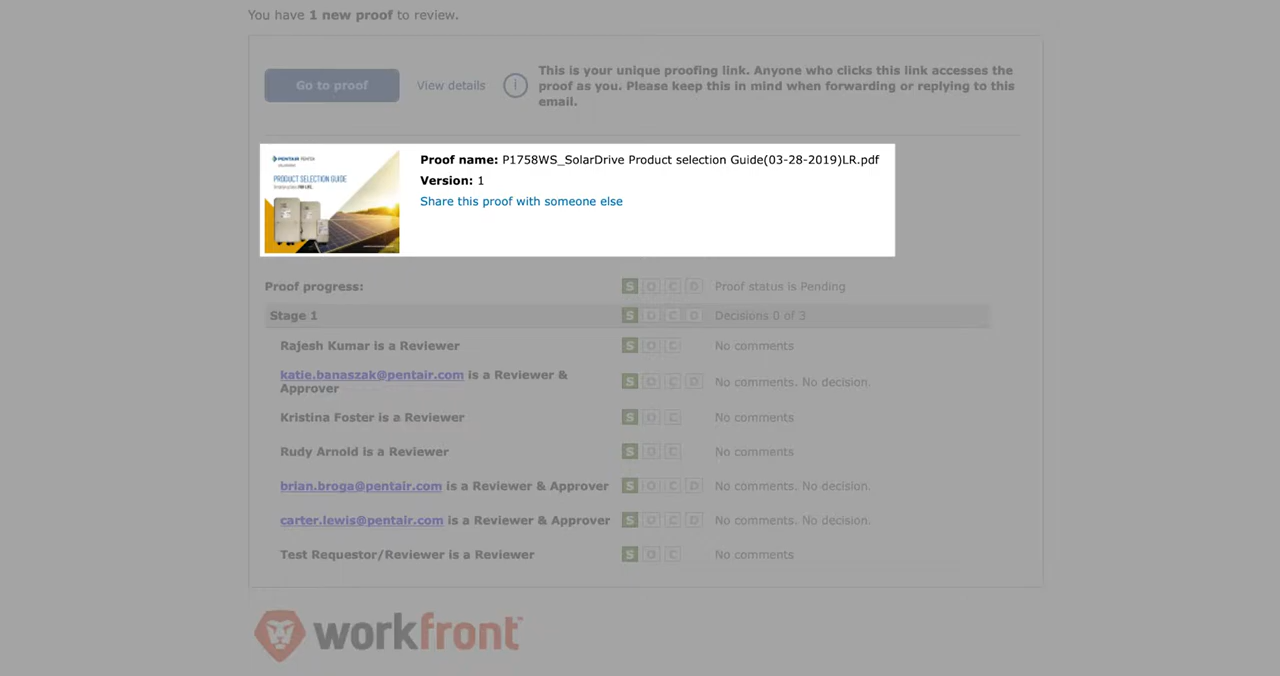 You have 1 new proof to review.
Go to proof
View details
This is your unique proofing link. Anyone who clicks this link accesses the
proof as you. Please keep this in mind when forwarding or replying to this
email.
PENTAIR PENTEK
PRODUCT SELECTION GUIDE
Proof name: P1758WS_SolarDrive Product selection Guide(03-28-2019)LR.pdf
Version: 1
Share this proof with someone else
Proof progress: S O C D Proof status is Pending
Stage 1 S O C D Decisions 0 of 3
Rajesh Kumar is a Reviewer S O C No comments
katie.banaszak@pentair.com is a Reviewer &
Approver S O C D No comments. No decision.
Kristina Foster is a Reviewer S O C No comments
Rudy Arnold is a Reviewer S O C No comments
brian.broga@pentair.com is a Reviewer & Approver S O C D No comments. No decision.
carter.lewis@pentair.com is a Reviewer & Approver S O C D No comments. No decision.
Test Requestor/Reviewer is a Reviewer S O C No comments
workfront